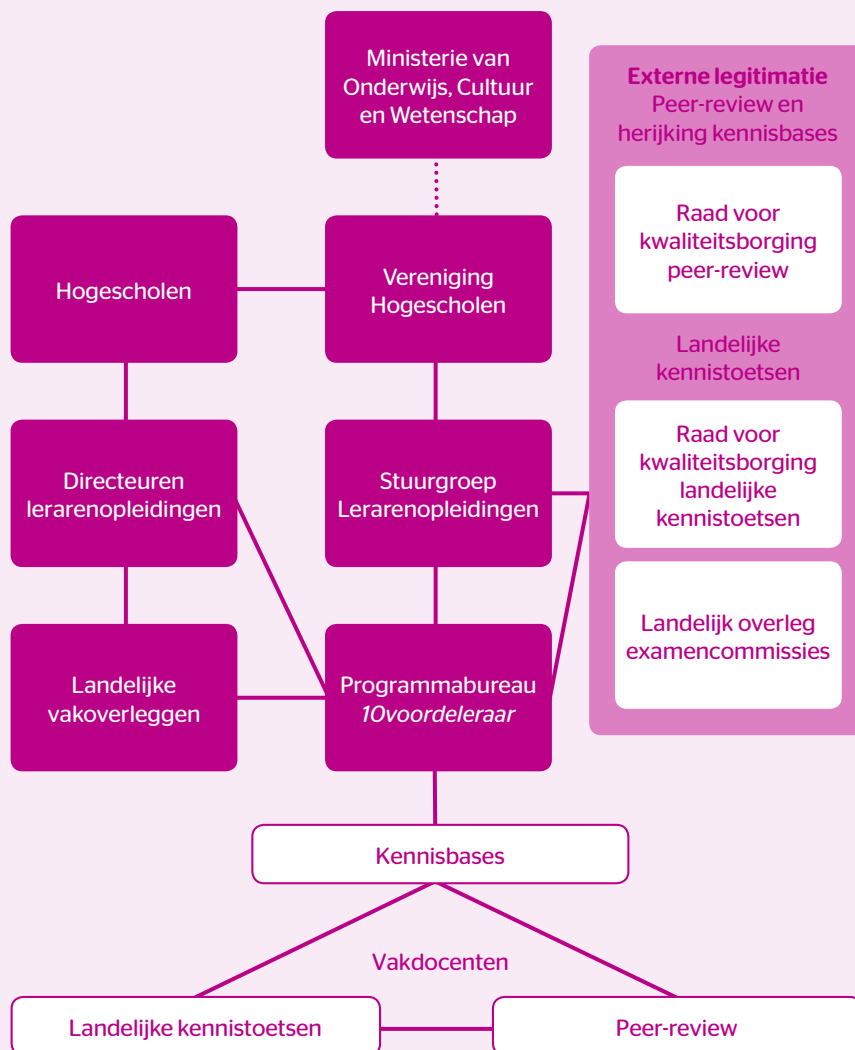 Ministerie van
Onderwijs, Cultuur
en Wetenschap
Externe legitimatie
Peer-review en
herijking kennisbases
Raad voor
kwaliteitsborging
peer-review
Hogescholen
Vereniging
Hogescholen
Landelijke
kennistoetsen
Directeuren
lerarenopleidingen
Stuurgroep
Lerarenopleidingen
Raad voor
kwaliteitsborging
landelijke
kennistoetsen
Landelijke
vakoverleggen
Programmabureau
10voordeleraar
Landelijk overleg
examencommissies
Kennisbases
Vakdocenten
Landelijke kennistoetsen
Peer-review